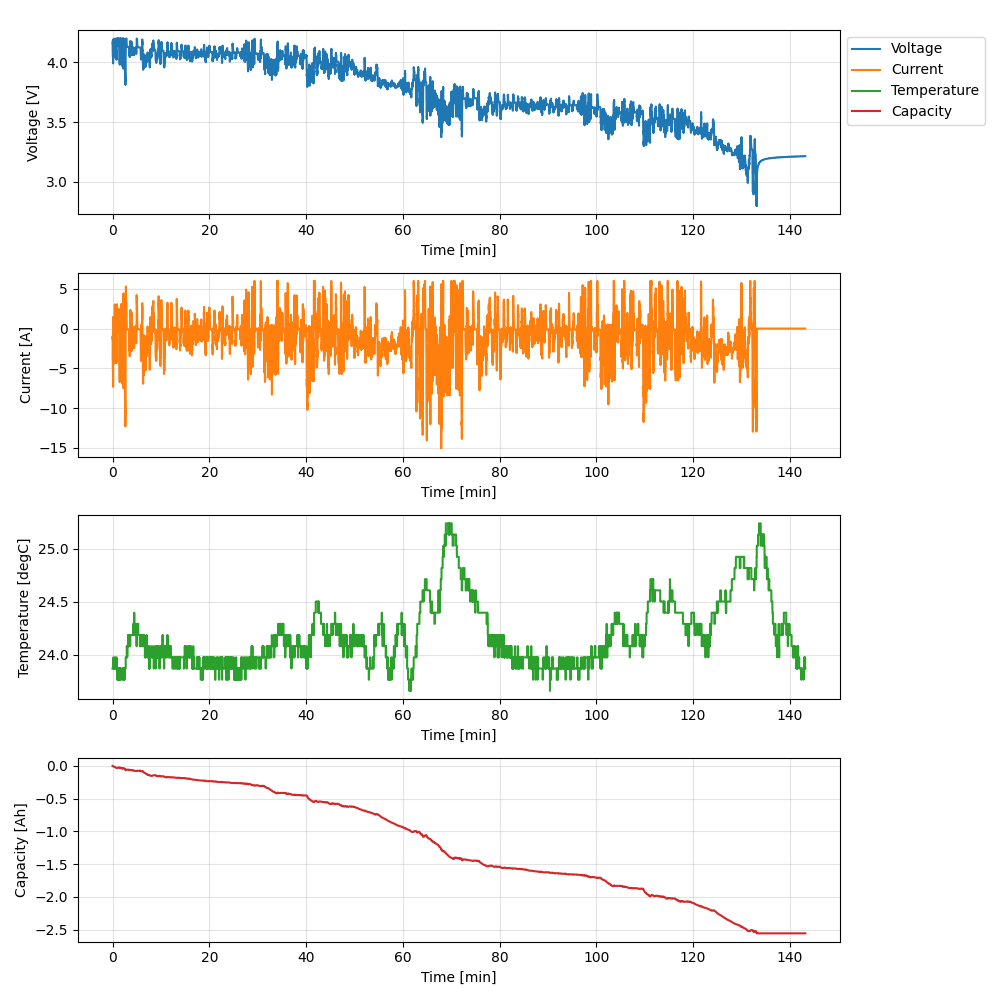 4.0
3.5
3.0
Voltage [V]
0 20 40 60 80 100 120 140
Time [min]
Voltage
Current
Temperature
Capacity
5
0
−5
−10
−15
Current [A]
0 20 40 60 80 100 120 140
Time [min]
25.0
24.5
24.0
Temperature [degC]
0 20 40 60 80 100 120 140
Time [min]
0.0
−0.5
−1.0
−1.5
−2.0
−2.5
Capacity [Ah]
0 20 40 60 80 100 120 140
Time [min]